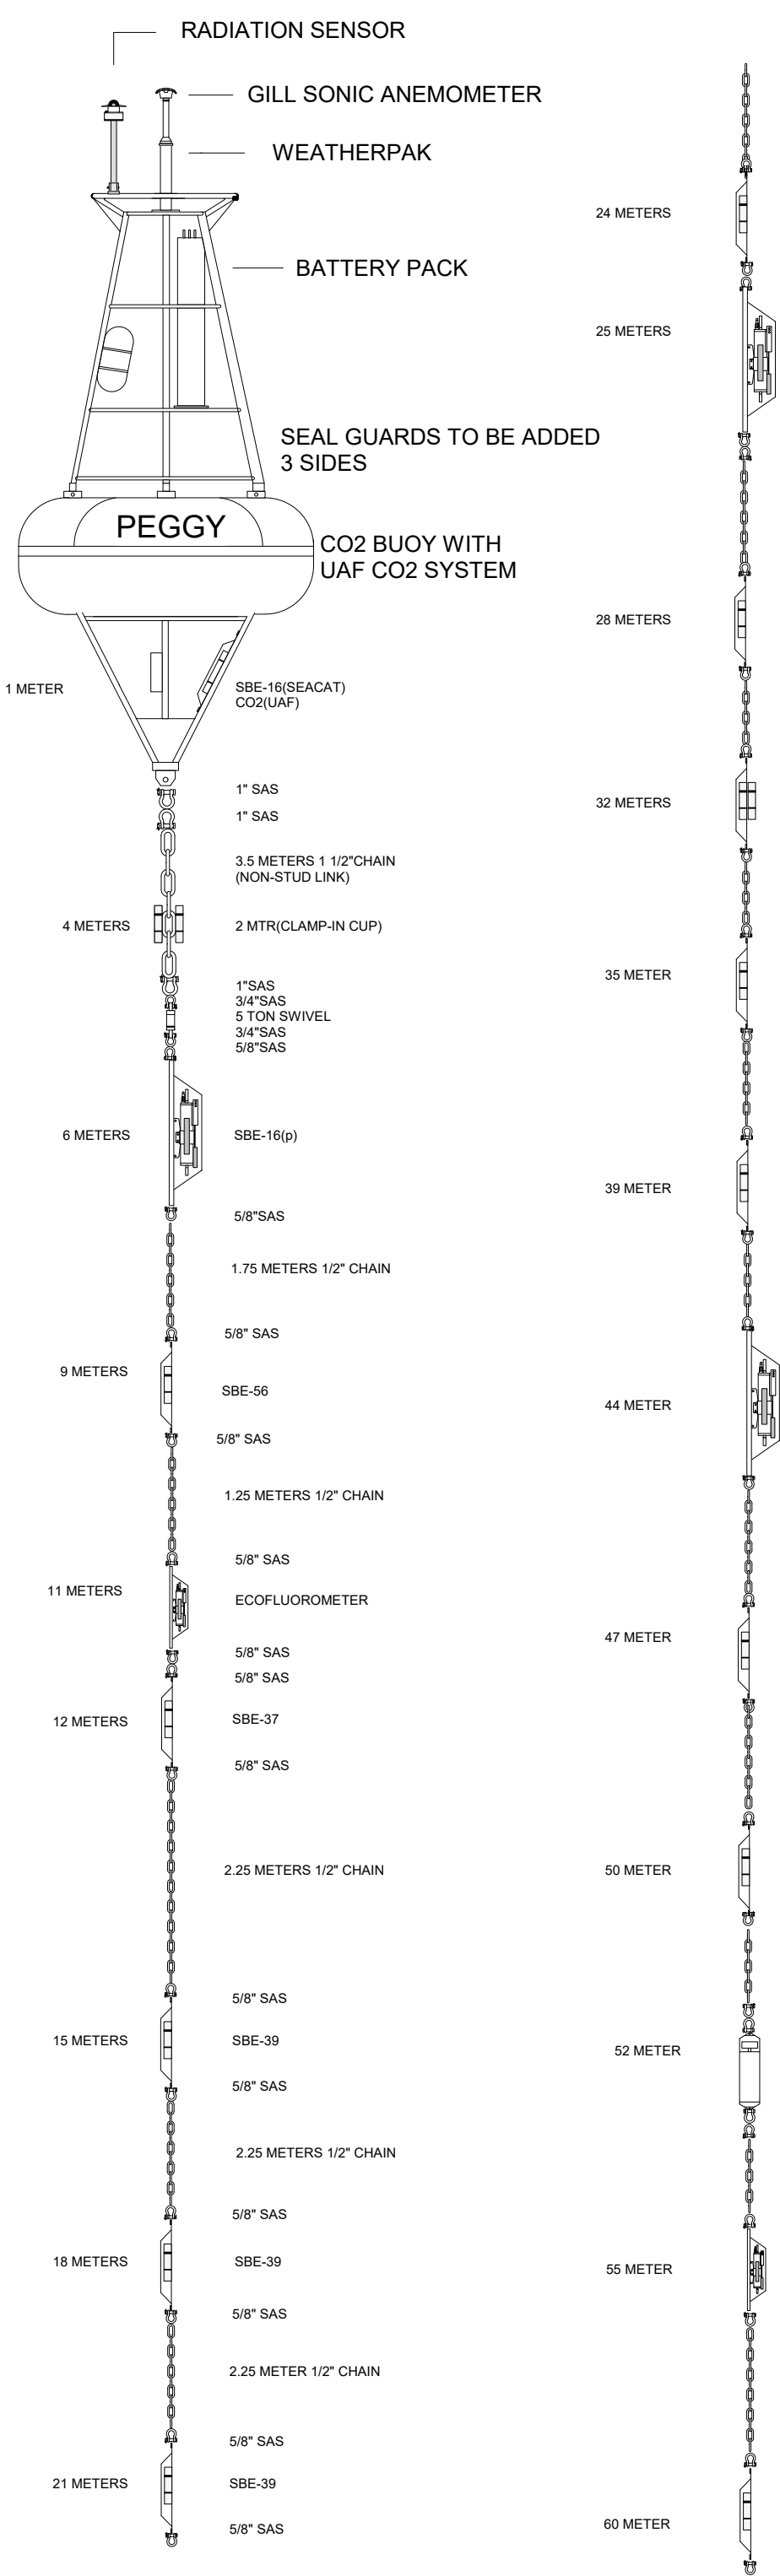 RADIATION SENSOR
GILL SONIC ANEMOMETER
WEATHERPAK
BATTERY PACK
SEAL GUARDS TO BE ADDED
3 SIDES
PEGGY
CO2 BUOY WITH
UAF CO2 SYSTEM
1 METER
SBE-16(SEACAT)
CO2(UAF)
1" SAS
1" SAS
3.5 METERS 1 1/2"CHAIN
(NON-STUD LINK)
4 METERS
2 MTR(CLAMP-IN CUP)
1"SAS
3/4"SAS
5 TON SWIVEL
3/4"SAS
5/8"SAS
6 METERS
SBE-16(p)
5/8"SAS
1.75 METERS 1/2" CHAIN
5/8" SAS
9 METERS
SBE-56
5/8" SAS
1.25 METERS 1/2" CHAIN
5/8" SAS
11 METERS
ECOFLUOROMETER
5/8" SAS
5/8" SAS
12 METERS
SBE-37
5/8" SAS
2.25 METERS 1/2" CHAIN
5/8" SAS
15 METERS
SBE-39
5/8" SAS
2.25 METERS 1/2" CHAIN
5/8" SAS
18 METERS
SBE-39
5/8" SAS
2.25 METER 1/2" CHAIN
5/8" SAS
21 METERS
SBE-39
5/8" SAS
24 METERS
25 METERS
28 METERS
32 METERS
35 METER
39 METER
44 METER
47 METER
50 METER
52 METER
55 METER
60 METER